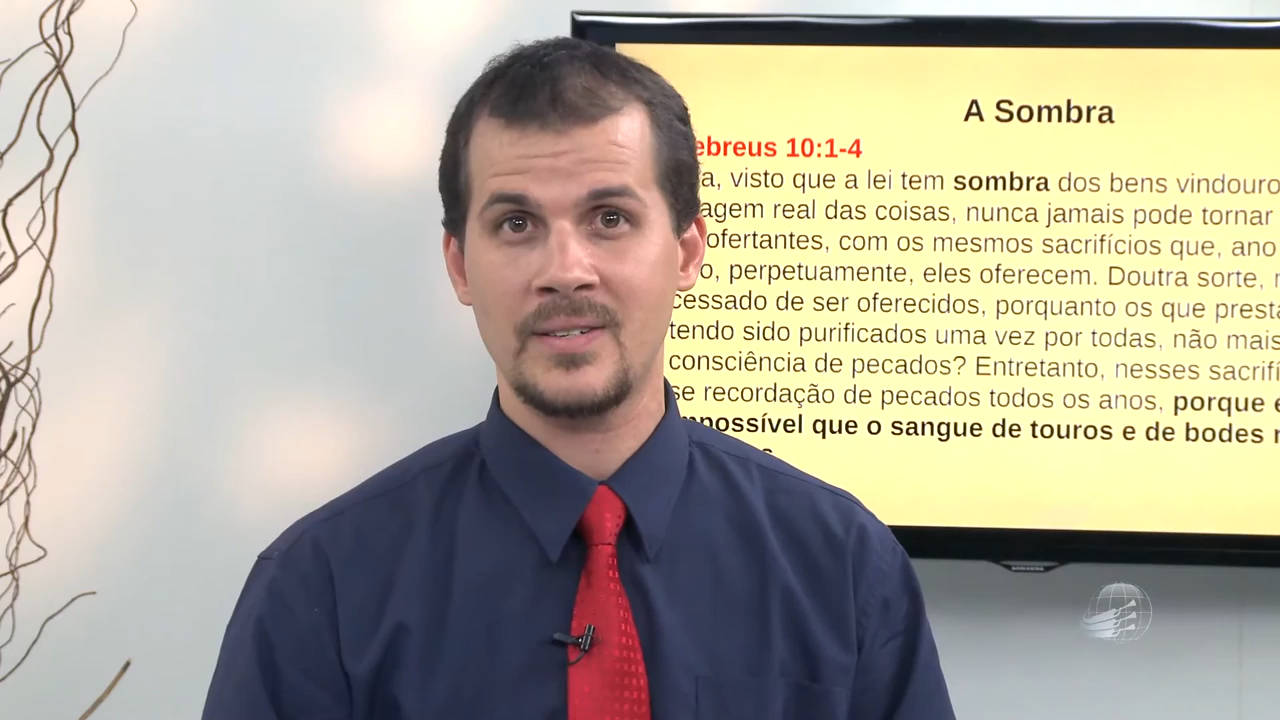 A Sombra
ebreus 10:1-4
a, visto que a lei tem sombra dos bens vindouro
agem real das coisas, nunca jamais pode tornar
ofertantes, com os mesmos sacrifícios que, ano
o, perpetuamente, eles oferecem. Doutra sorte,
cessado de ser oferecidos, porquanto os que presta
tendo sido purificados uma vez por todas, não mais
consciência de pecados? Entretanto, nesses sacrifí
se recordação de pecados todos os anos, porque é
mpossível que o sangue de touros e de bodes
SAMSUNG